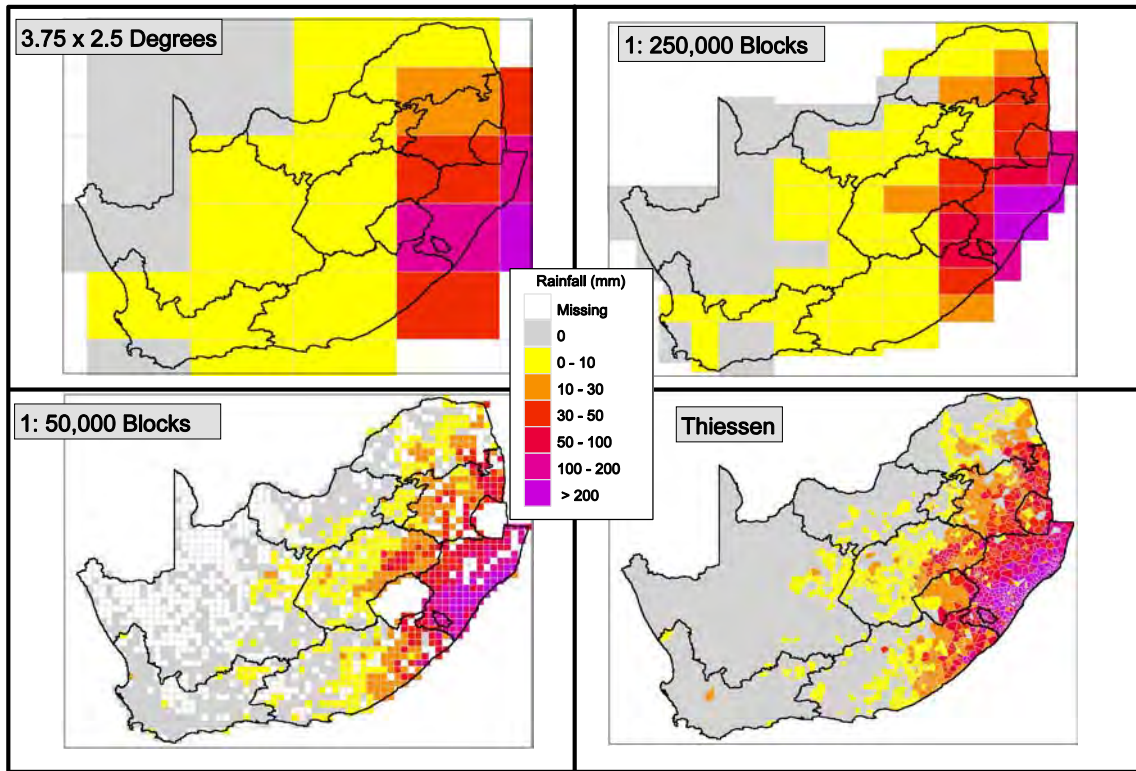 3.75 x 2.5 Degrees
1: 250,000 Blocks
Rainfall (mm)
Missing
0
0 - 10
10 - 30
30 - 50
50 - 100
100 - 200
> 200
1: 50,000 Blocks
Thiessen